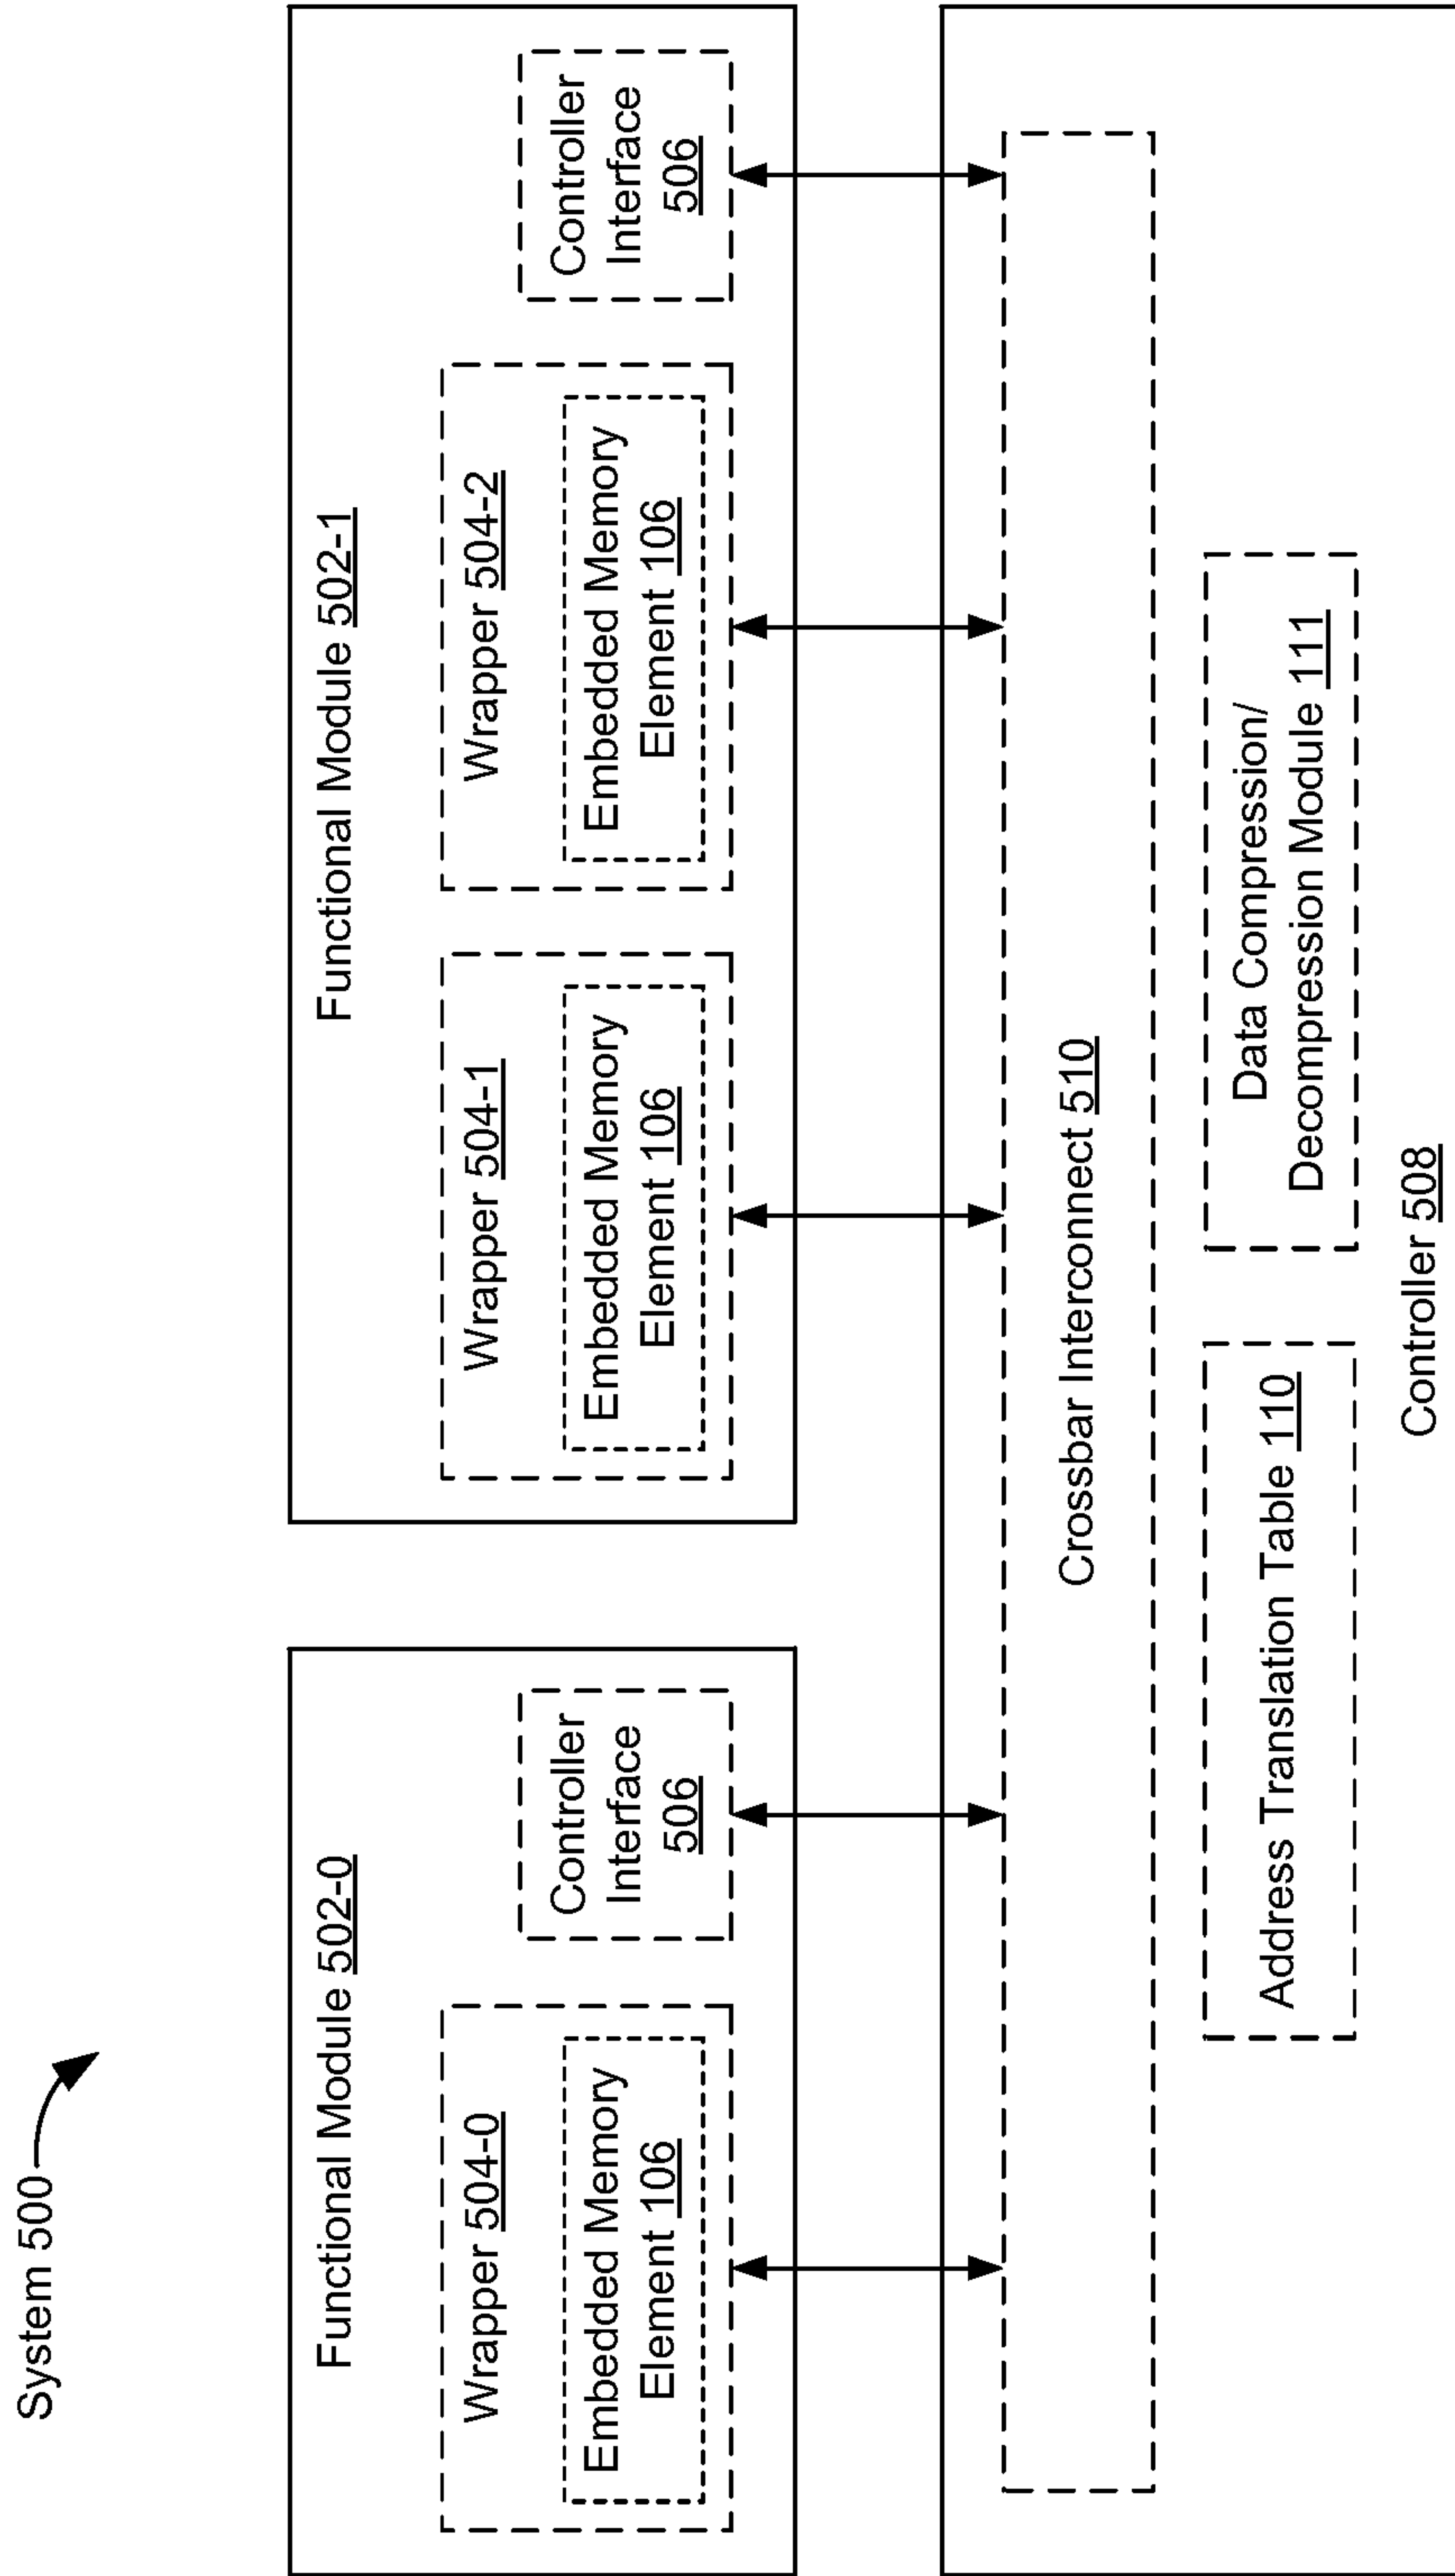 System 500
Functional Module 502-0
Wrapper 504-0
Embedded Memory
Element 106
Controller
Interface
506
Functional Module 502-1
Wrapper 504-1
Embedded Memory
Element 106
Wrapper 504-2
Embedded Memory
Element 106
Controller
Interface
506
Crossbar Interconnect 510
Address Translation Table 110
Data Compression/
Decompression Module 111
Controller 508